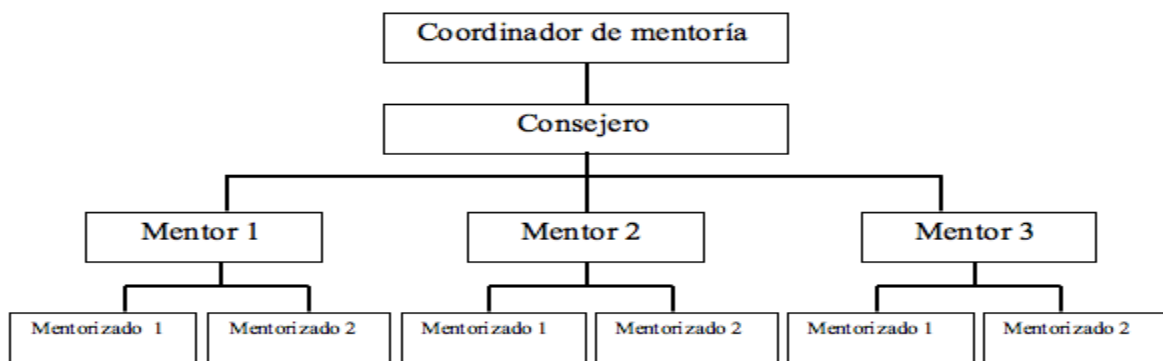 Coordinador de mentoría
Consejero
Mentor 1
Mentor 2
Mentor 3
Mentorizado 1
Mentorizado 2
Mentorizado 1
Mentorizado 2
Mentorizado 1
Mentorizado 2